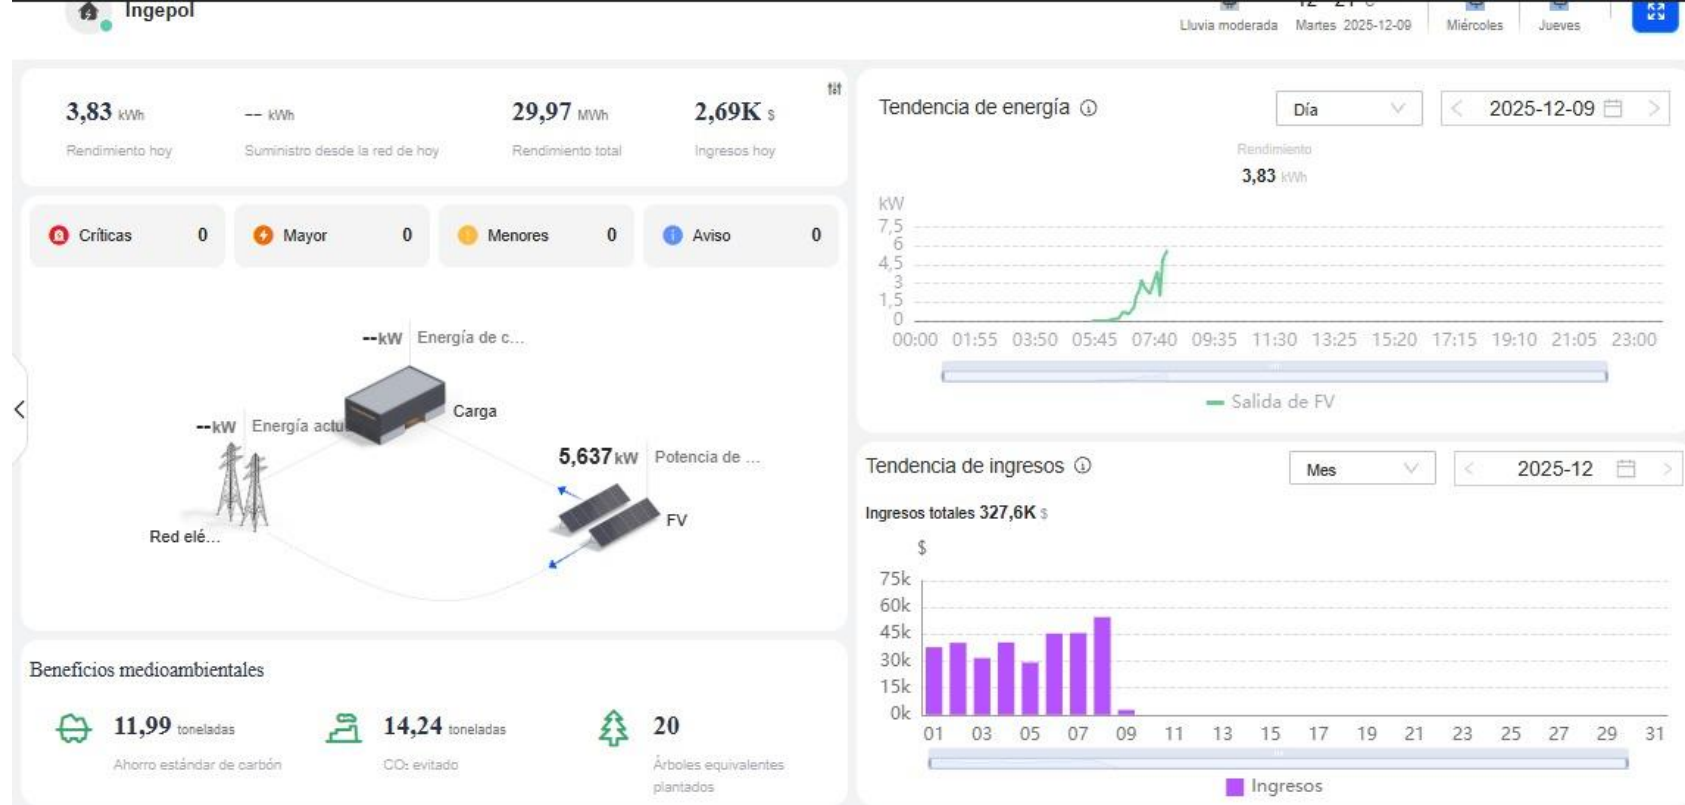 Ingepol
Lluvia moderada
Martes 2025-12-09
Miércoles
Jueves
3,83 kWh
Rendimiento hoy
-- kWh
Suministro desde la red de hoy
29,97 MWh
Rendimiento total
2,69K $
Ingresos hoy
Críticas 0
Mayor 0
Menores 0
Aviso 0
--kW Energía de c...
Carga
--kW Energía actu
5,637 kW Potencia de ...
FV
Red elé...
Beneficios medioambientales
11,99 toneladas
Ahorro estándar de carbón
14,24 toneladas
CO₂ evitado
20
Árboles equivalentes
plantados
Tendencia de energía
Día
2025-12-09
Rendimiento
3,83 kWh
kW
7,5
6
4,5
3
1,5
0
00:00 01:55 03:50 05:45 07:40 09:35 11:30 13:25 15:20 17:15 19:10 21:05 23:00
Salida de FV
Tendencia de ingresos
Mes
2025-12
Ingresos totales 327,6K $
$
75k
60k
45k
30k
15k
0k
01 03 05 07 09 11 13 15 17 19 21 23 25 27 29 31
Ingresos